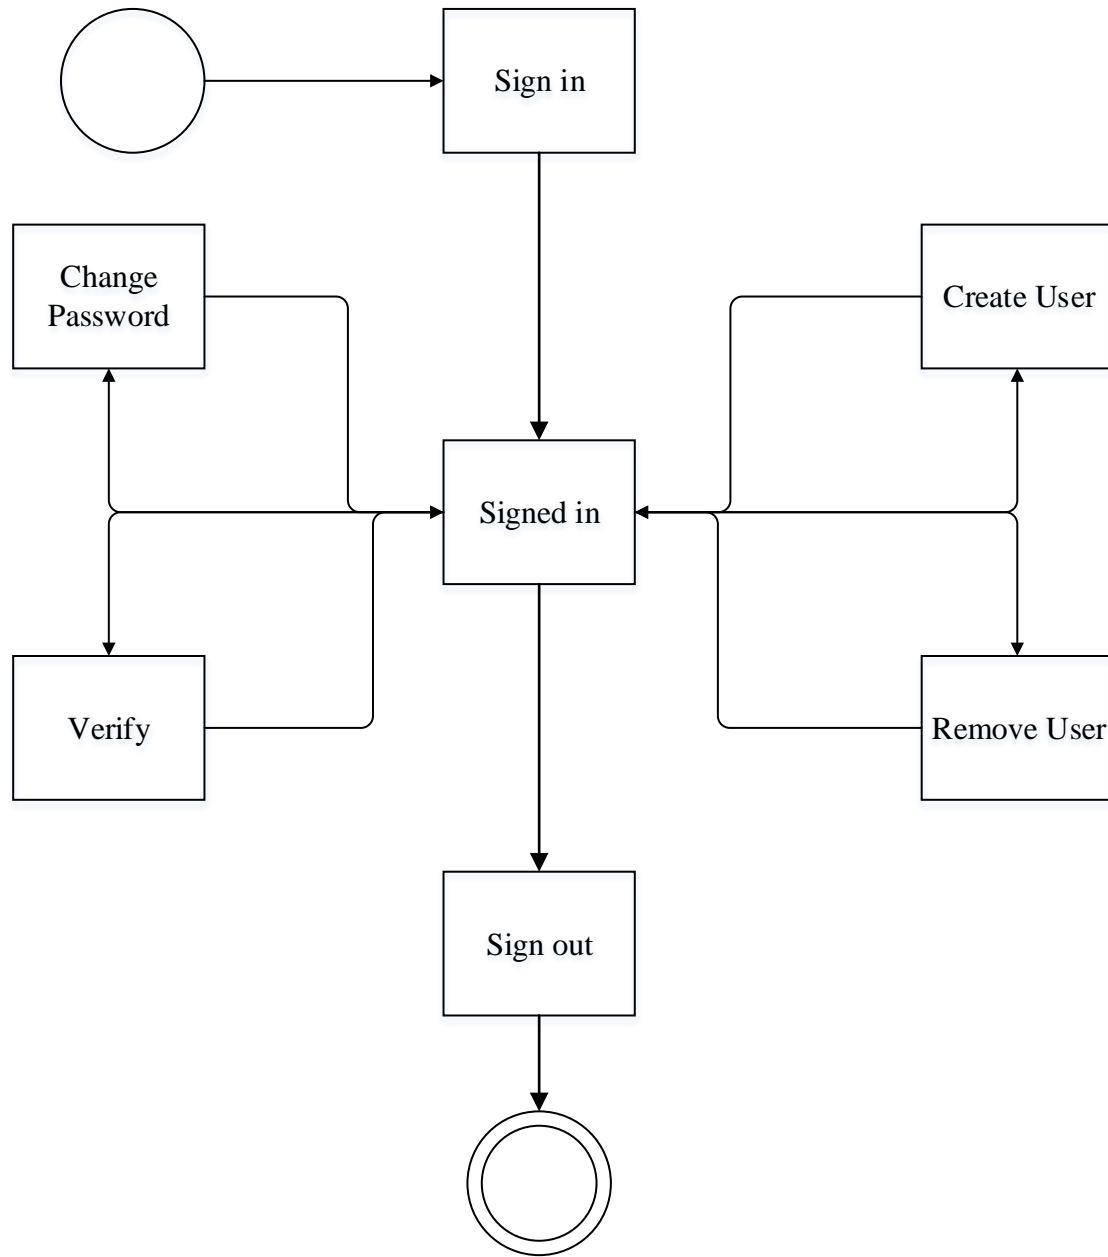 Sign in
Change
Password
Create User
Signed in
Verify
Remove User
Sign out